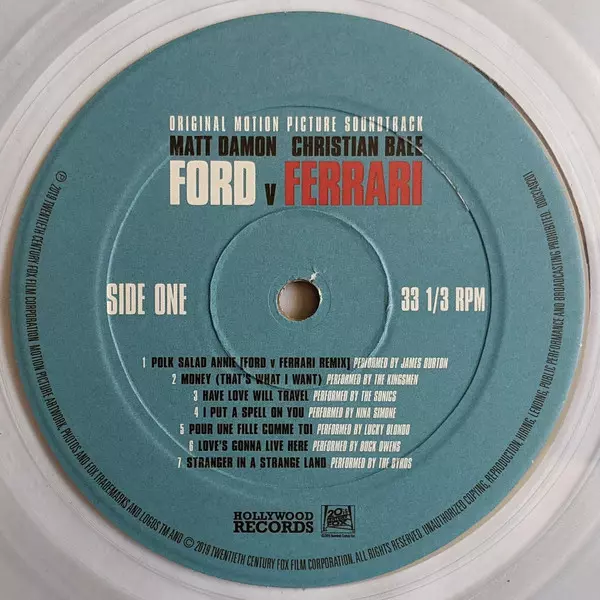 ORIGINAL MOTION PICTURE SOUNDTRACK
MATT DAMON CHRISTIAN BALE
FORD v FERRARI
SIDE ONE
33 1/3 RPM
1 POLK SALAD ANNIE [FORD v FERRARI REMIX] PERFORMED BY JAMES BURTON
2 MONEY (THAT'S WHAT I WANT) PERFORMED BY THE KINGSMEN
3 HAVE LOVE WILL TRAVEL PERFORMED BY THE SONICS
4 I PUT A SPELL ON YOU PERFORMED BY NINA SIMONE
5 POUR UNE FILLE COMME TOI PERFORMED BY LUCKY BLONDO
6 LOVE'S GONNA LIVE HERE PERFORMED BY BUCK OWENS
7 STRANGER IN A STRANGE LAND PERFORMED BY THE BYRDS
HOLLYWOOD
RECORDS
20TH
CENTURY
FOX
℗ 2019 TWENTIETH CENTURY FOX FILM CORPORATION. MOTION PICTURE ARTWORK, PHOTOS AND FOX TRADEMARKS AND LOGOS TM AND © 2019 TWENTIETH CENTURY FOX FILM CORPORATION. ALL RIGHTS RESERVED. UNAUTHORIZED COPYING, REPRODUCTION, HIRING, LENDING, PUBLIC PERFORMANCE AND BROADCASTING PROHIBITED.